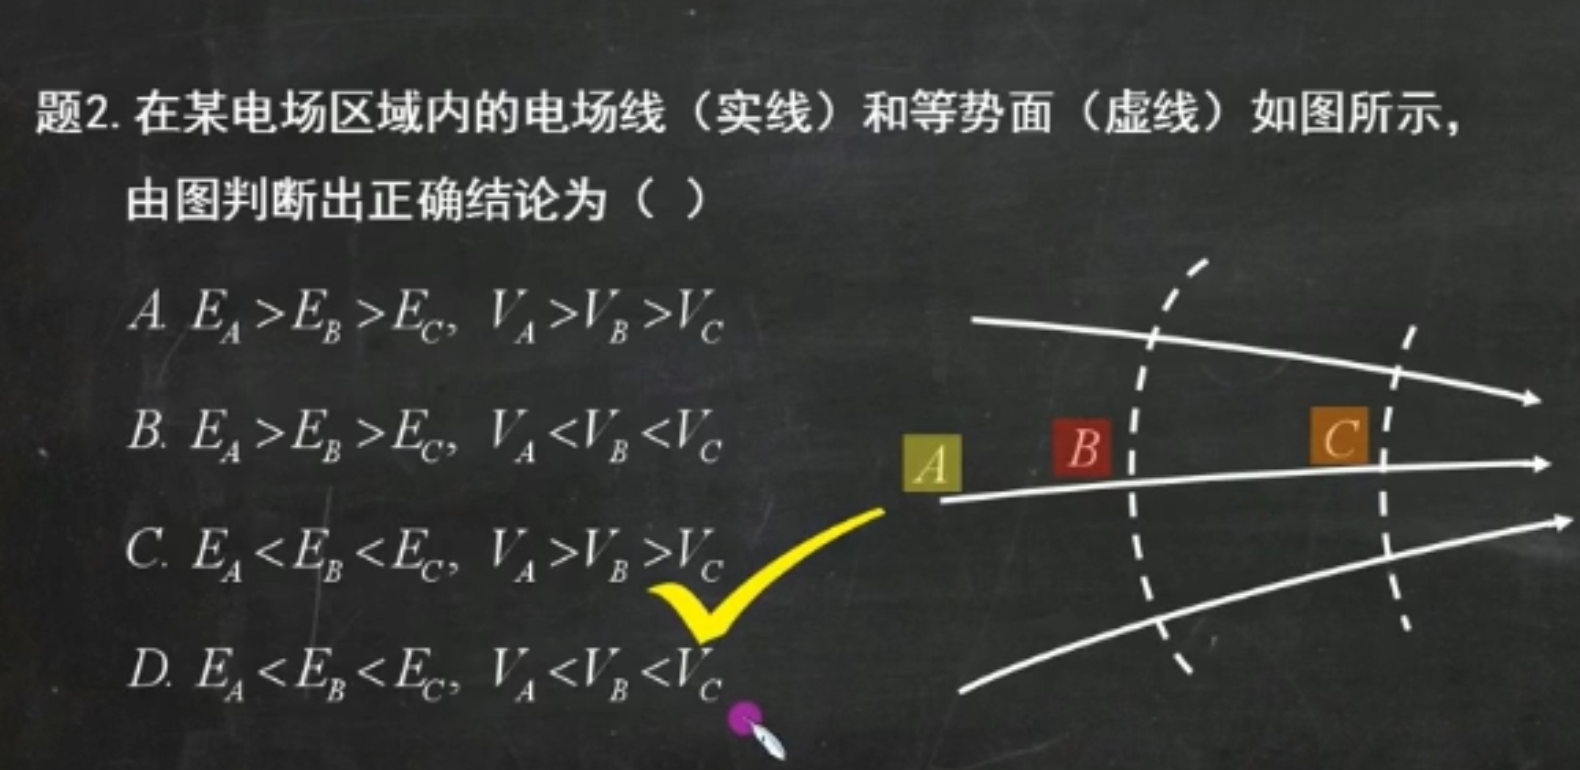 题2. 在某电场区域内的电场线（实线）和等势面（虚线）如图所示，
由图判断出正确结论为（ ）
A. E_A > E_B > E_C, V_A > V_B > V_C
B. E_A > E_B > E_C, V_A < V_B < V_C
C. E_A < E_B < E_C, V_A > V_B > V_C
D. E_A < E_B < E_C, V_A < V_B < V_C
A
B
C